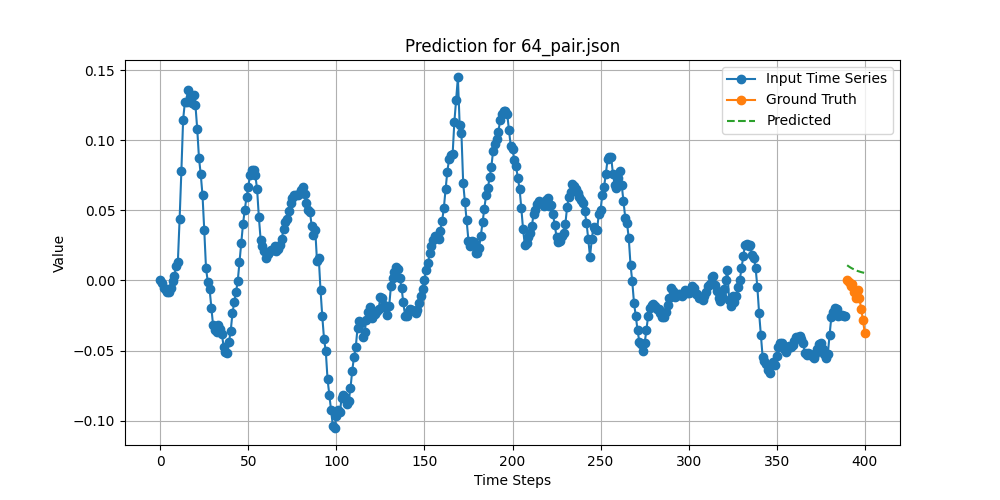 Prediction for 64_pair.json
Input Time Series
Ground Truth
Predicted
Value
0.15
0.10
0.05
0.00
−0.05
−0.10
0 50 100 150 200 250 300 350 400
Time Steps